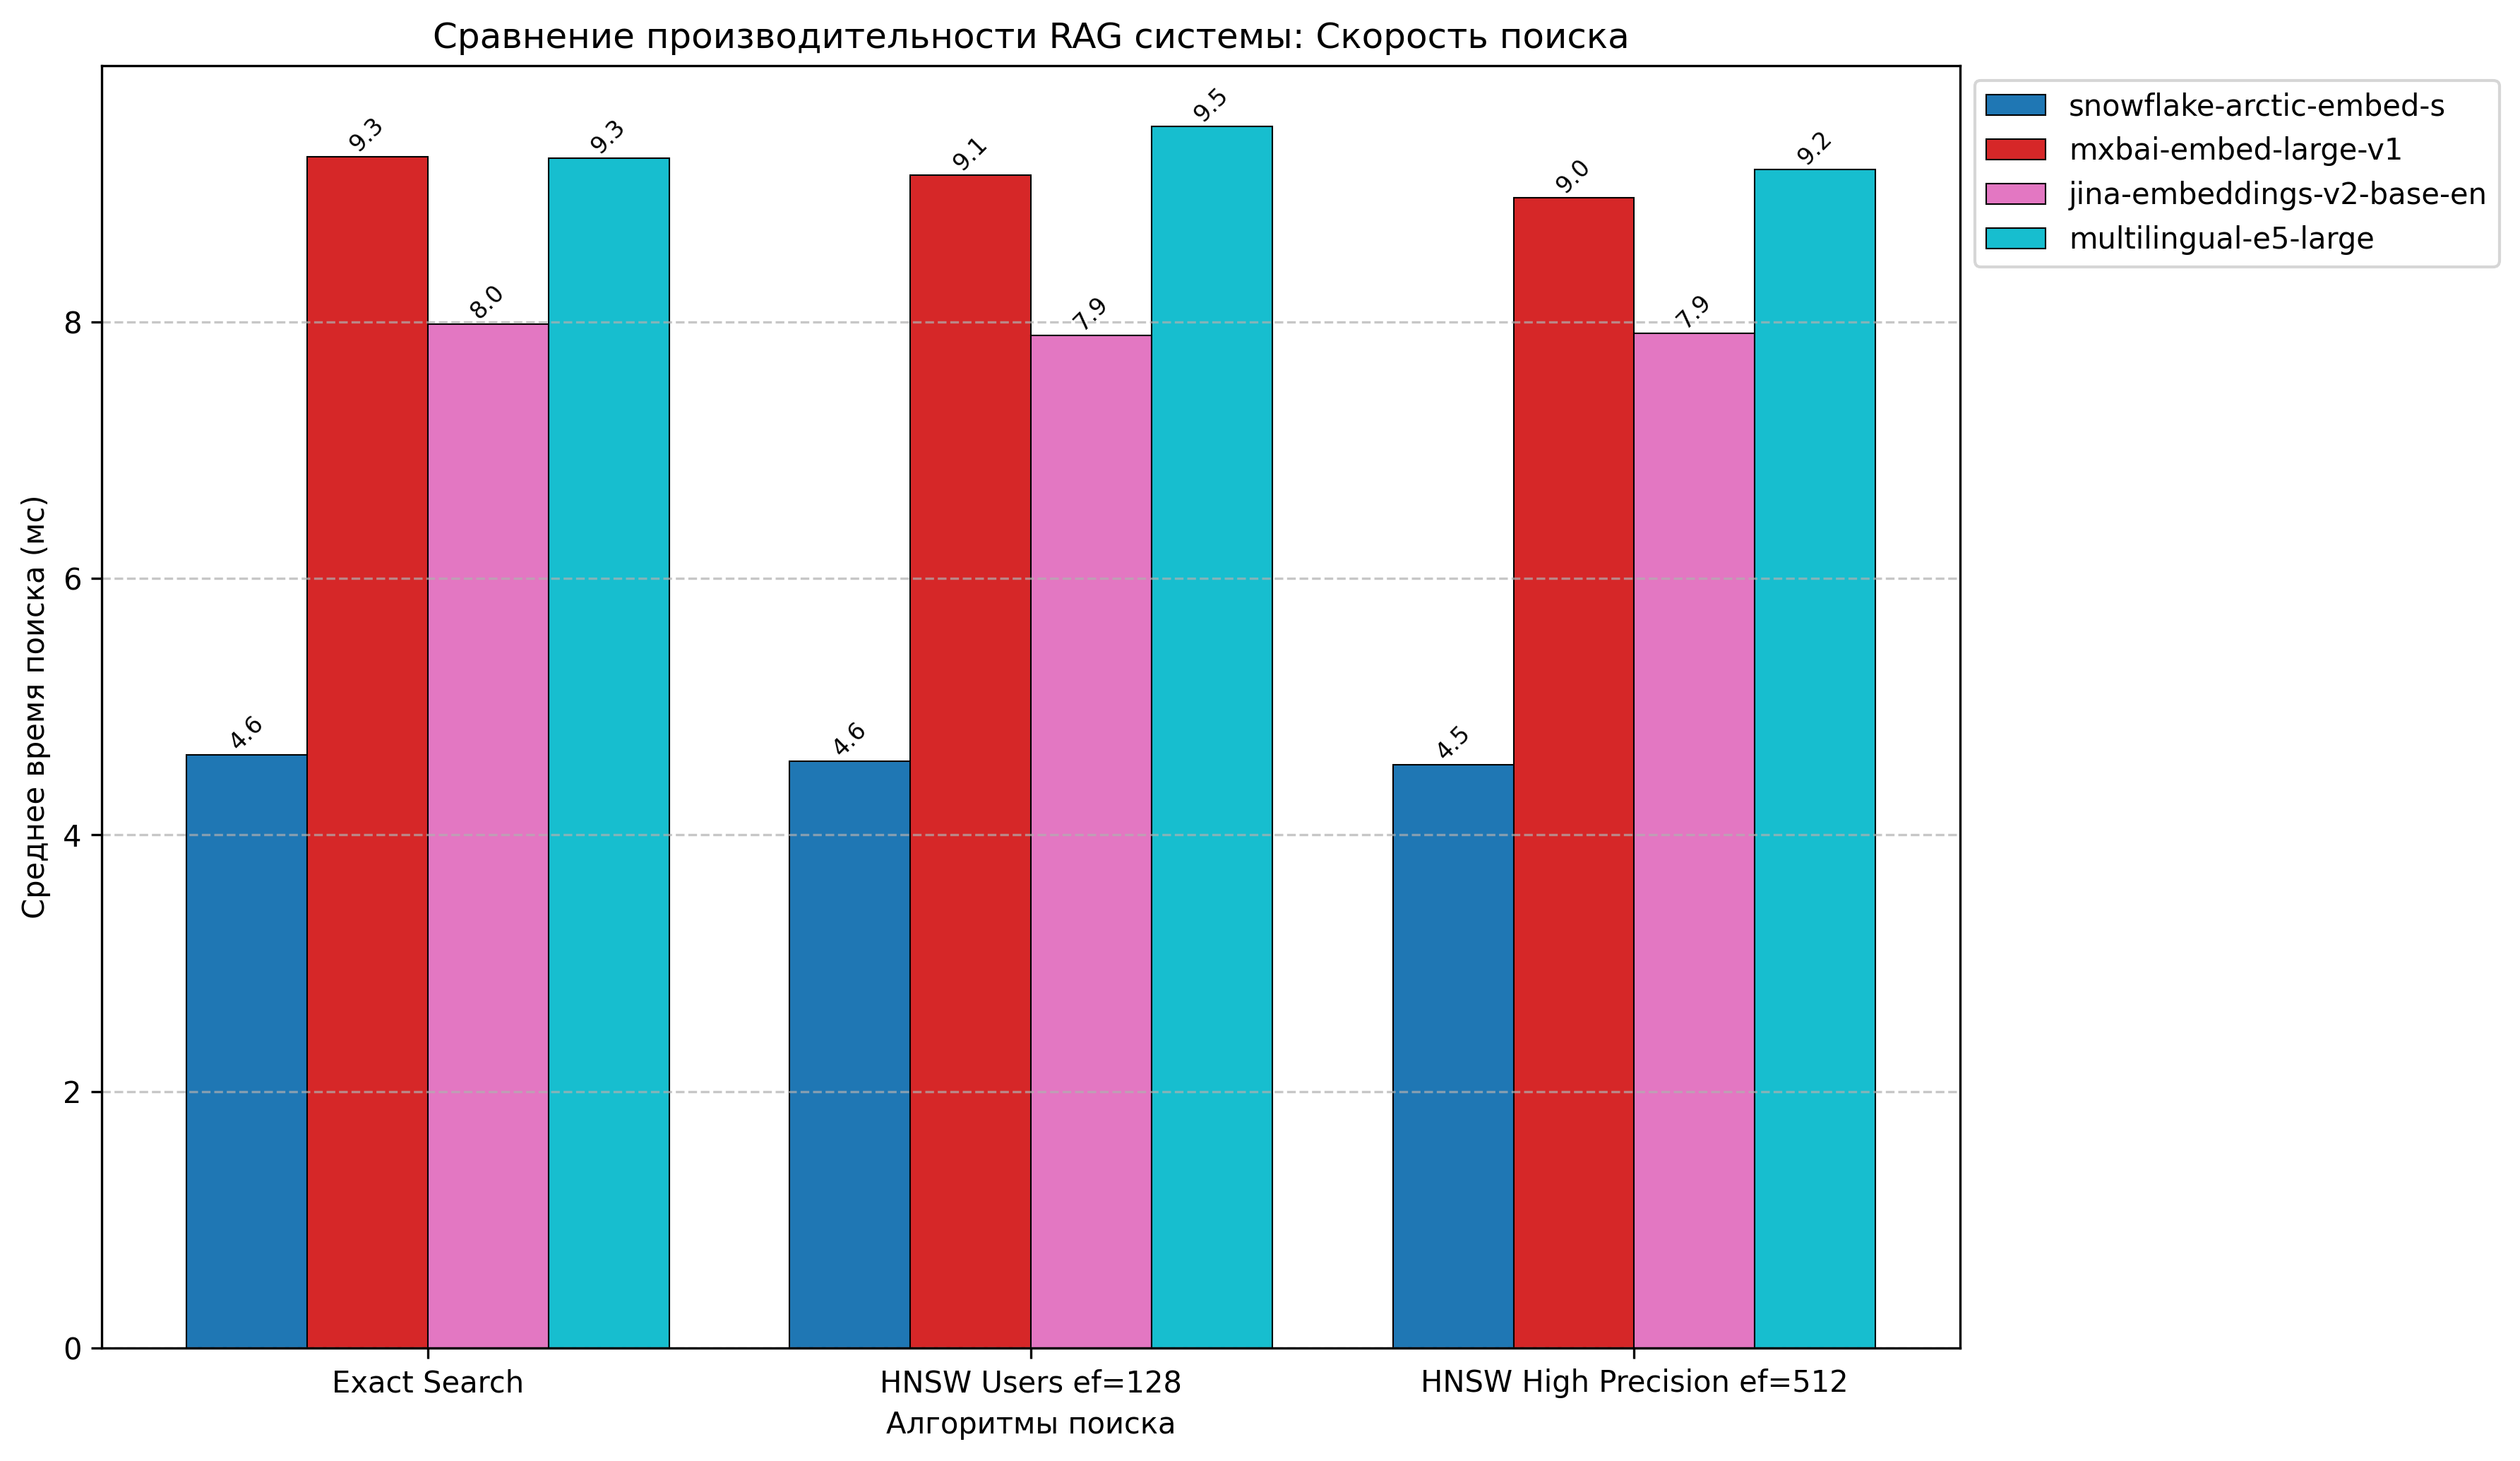 Сравнение производительности RAG системы: Скорость поиска
snowflake-arctic-embed-s
mxbai-embed-large-v1
jina-embeddings-v2-base-en
multilingual-e5-large
Среднее время поиска (мс)
8
6
4
2
0
4.6
9.3
8.0
9.3
4.6
9.1
7.9
9.5
4.5
9.0
7.9
9.2
Exact Search
HNSW Users ef=128
HNSW High Precision ef=512
Алгоритмы поиска